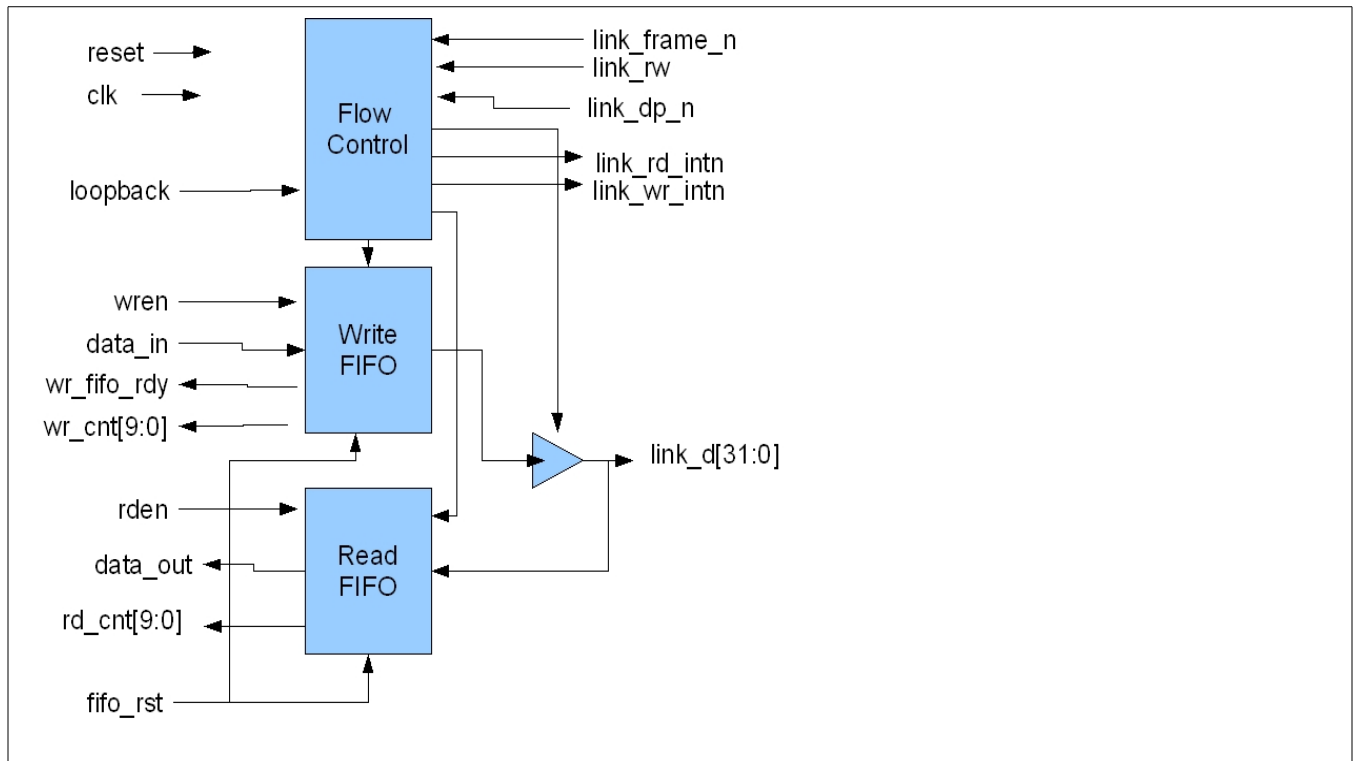 reset
clk
loopback
Flow
Control
link_frame_n
link_rw
link_dp_n
link_rd_intn
link_wr_intn
wren
data_in
wr_fifo_rdy
wr_cnt[9:0]
Write
FIFO
link_d[31:0]
rden
data_out
rd_cnt[9:0]
Read
FIFO
fifo_rst